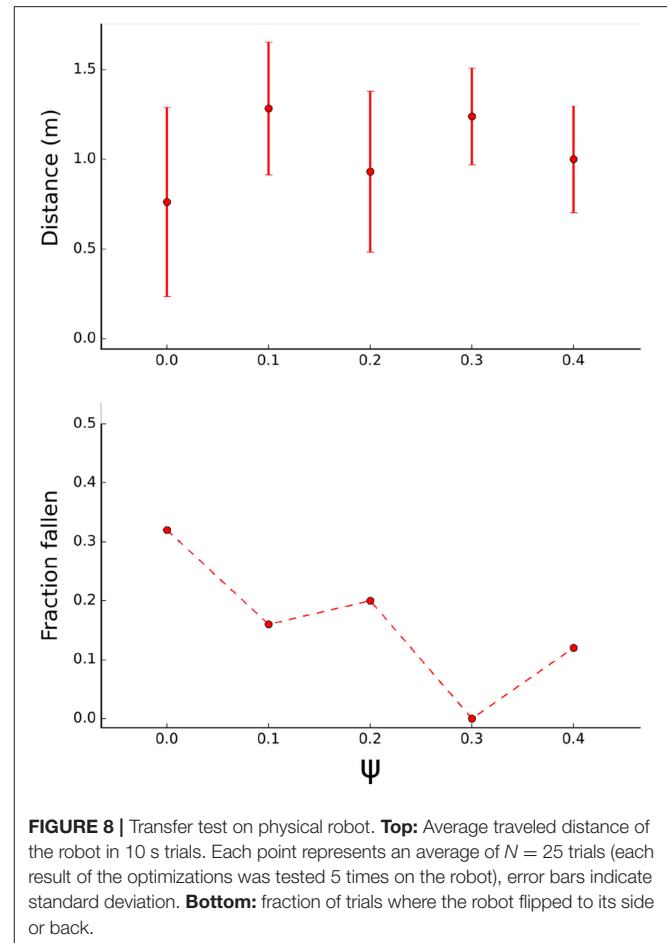 1.5
1.0
0.5
0.0
Distance (m)
0.0 0.1 0.2 0.3 0.4
0.5
0.4
0.3
0.2
0.1
0.0
Fraction fallen
0.0 0.1 0.2 0.3 0.4
Ψ
FIGURE 8 | Transfer test on physical robot. Top: Average traveled distance of
the robot in 10 s trials. Each point represents an average of N = 25 trials (each
result of the optimizations was tested 5 times on the robot), error bars indicate
standard deviation. Bottom: fraction of trials where the robot flipped to its side
or back.